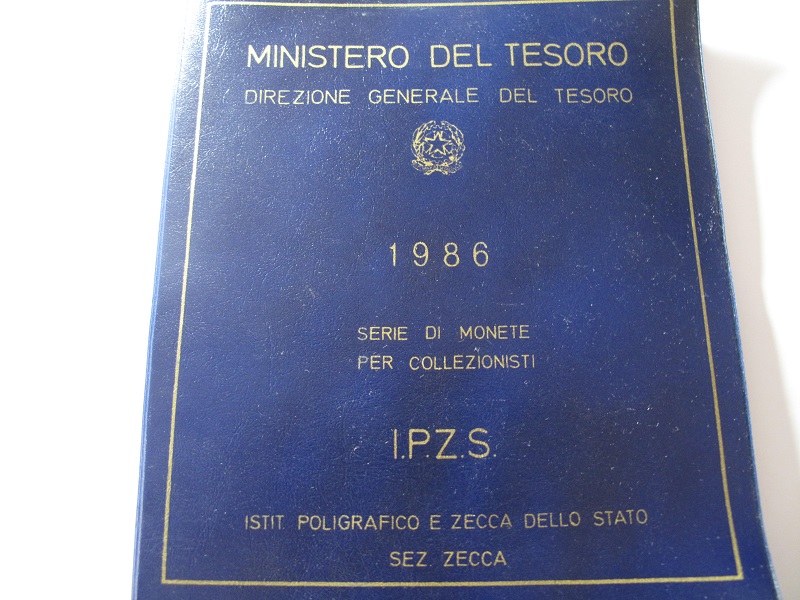 MINISTERO DEL TESORO
DIREZIONE GENERALE DEL TESORO
1986
SERIE DI MONETE
PER COLLEZIONISTI
I.P.Z.S.
ISTIT. POLIGRAFICO E ZECCA DELLO STATO
SEZ. ZECCA